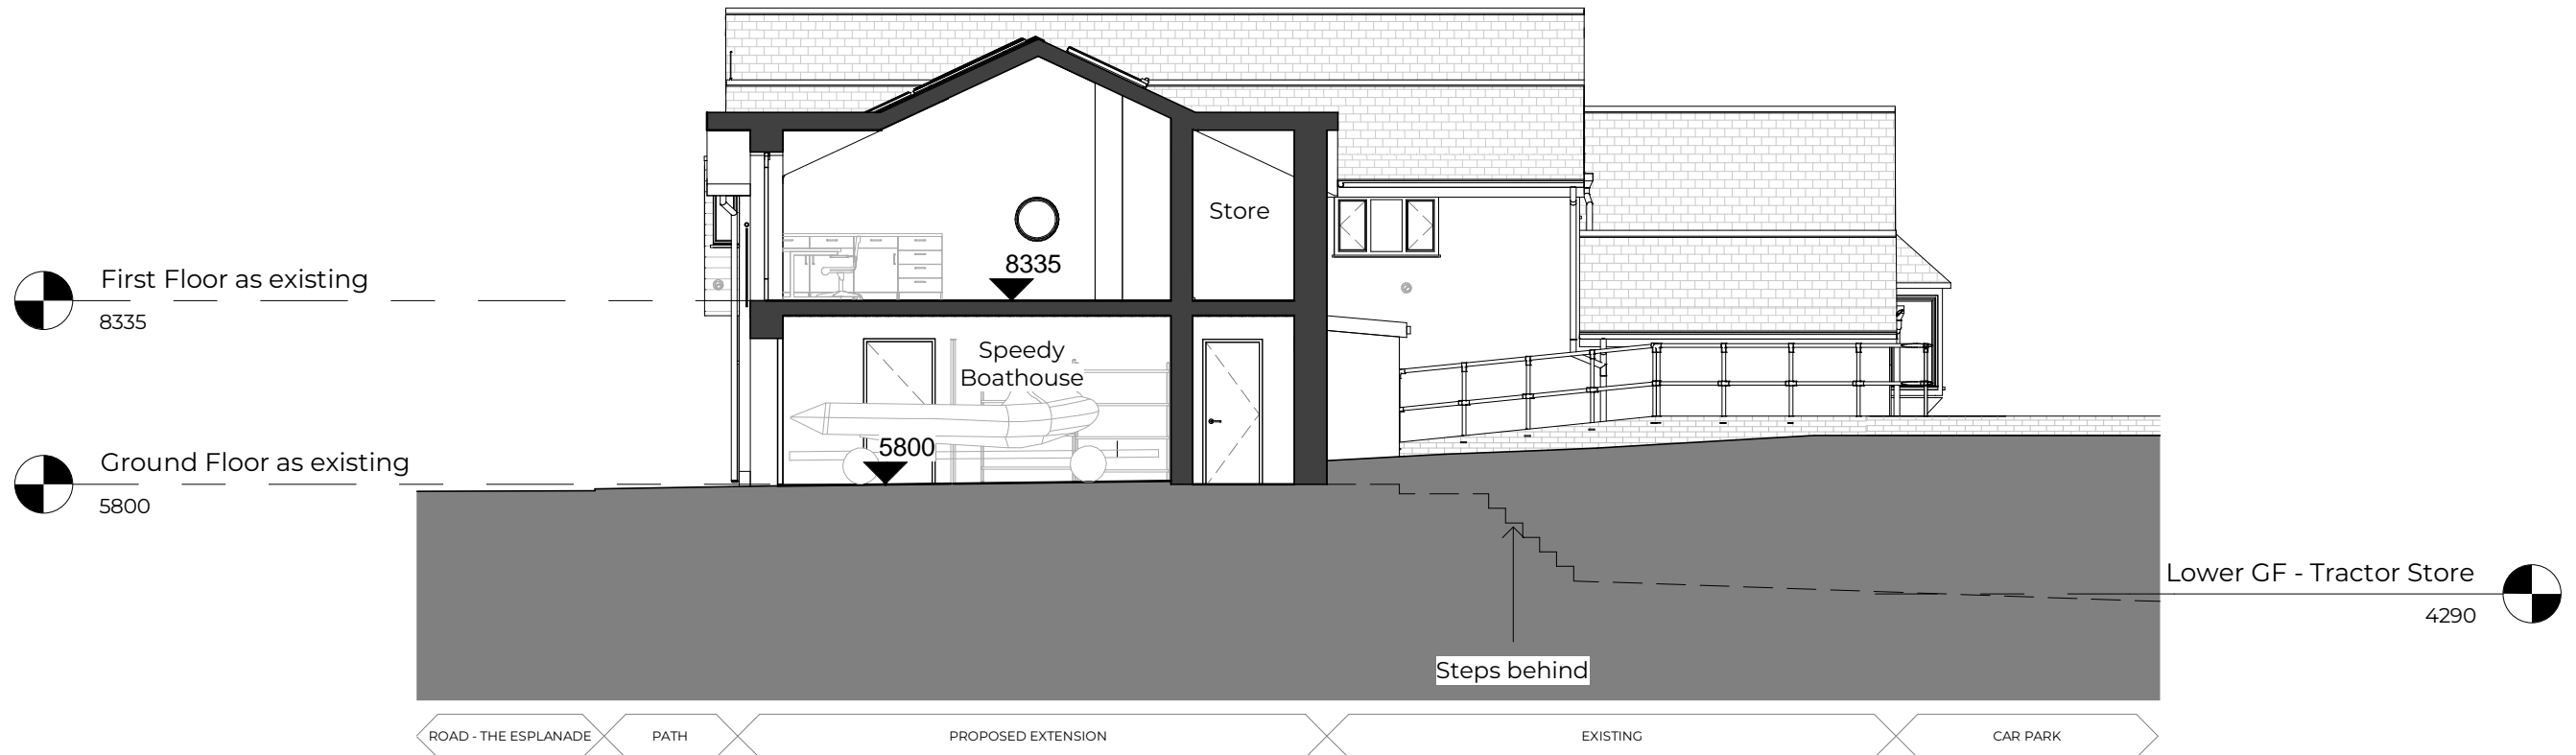 Store
8335
First Floor as existing
8335
Speedy
Boathouse
5800
Ground Floor as existing
5800
Lower GF - Tractor Store
4290
Steps behind
ROAD - THE ESPLANADE
PATH
PROPOSED EXTENSION
EXISTING
CAR PARK